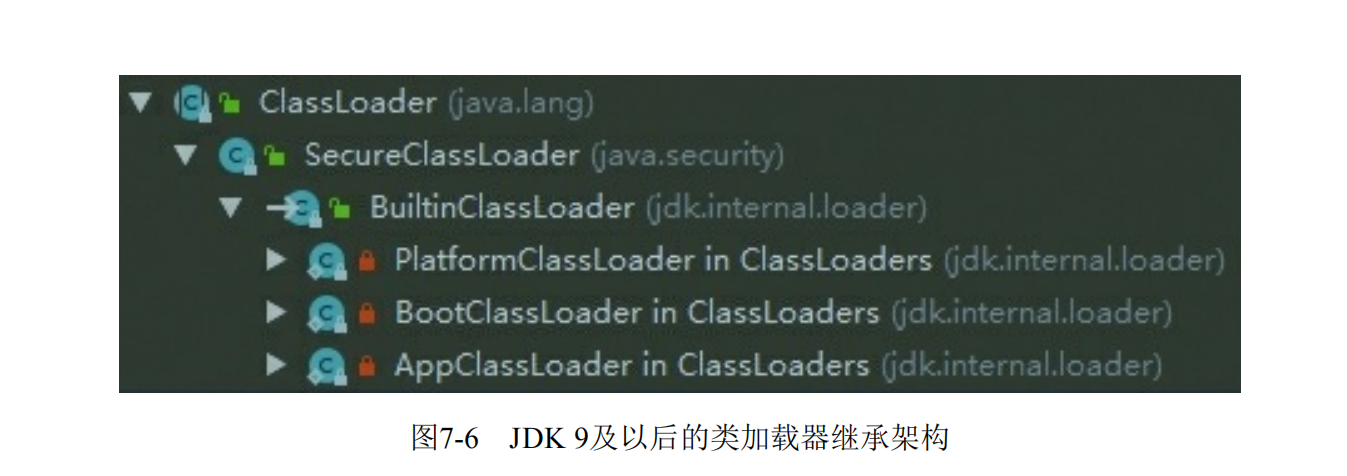 ClassLoader (java.lang)
SecureClassLoader (java.security)
BuiltinClassLoader (jdk.internal.loader)
PlatformClassLoader in ClassLoaders (jdk.internal.loader)
BootClassLoader in ClassLoaders (jdk.internal.loader)
AppClassLoader in ClassLoaders (jdk.internal.loader)
图7-6 JDK 9及以后的类加载器继承架构